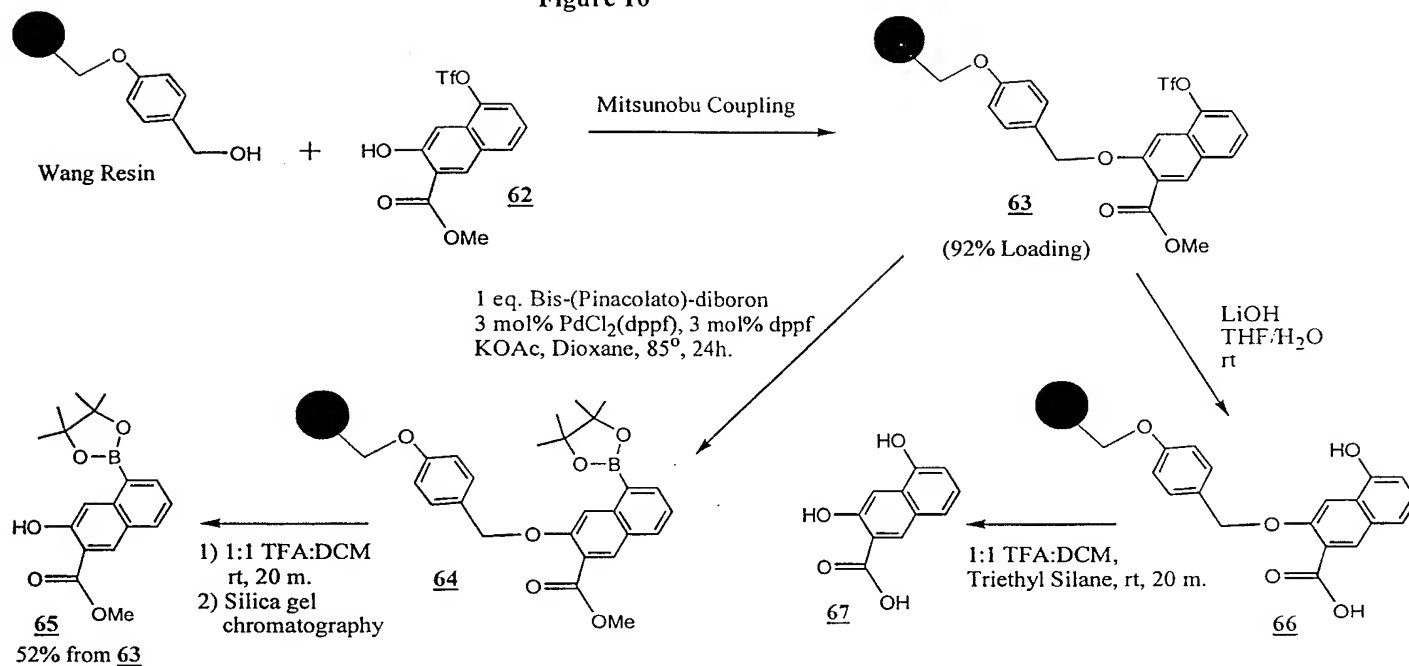 Figure 16
Wang Resin
O
OH
+
TfO
HO
O
OMe
62
Mitsunobu Coupling
O
O
TfO
O
OMe
63
(92% Loading)
1 eq. Bis-(Pinacolato)-diboron
3 mol% PdCl2(dppf), 3 mol% dppf
KOAc, Dioxane, 85°, 24h.
LiOH
THF/H2O
rt
O
O
B
HO
O
OMe
65
52% from 63
1) 1:1 TFA:DCM
rt, 20 m.
2) Silica gel
chromatography
O
O
O
O
B
O
OMe
64
HO
HO
O
OH
67
1:1 TFA:DCM,
Triethyl Silane, rt, 20 m.
O
O
HO
O
OH
66